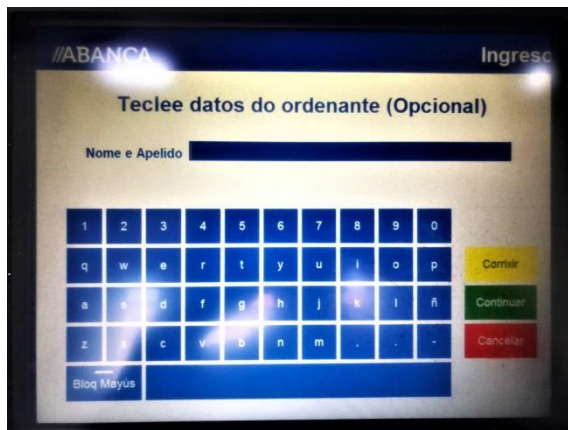 //ABANCA
Ingreso
Teclee datos do ordenante (Opcional)
Nome e Apelido
1 2 3 4 5 6 7 8 9 0
q w e r t y u i o p
Corrixir
a s d f g h j k l ñ
Continuar
z x c v b n m . . -
Cancelar
Bloq Mayús